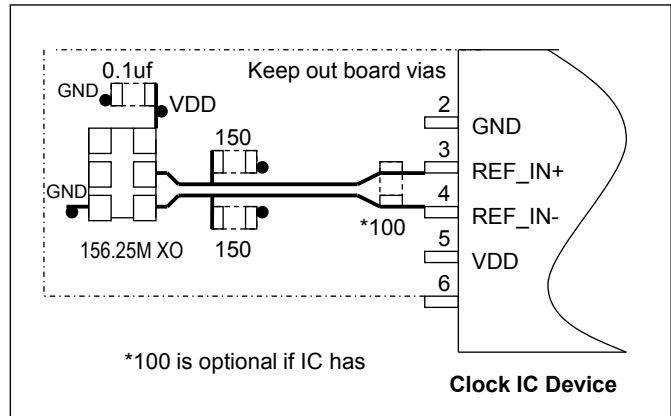 0.1uf
Keep out board vias
GND
VDD
2
GND
150
3
REF_IN+
GND
4
REF_IN-
*100
156.25M XO
150
5
VDD
6
*100 is optional if IC has
Clock IC Device